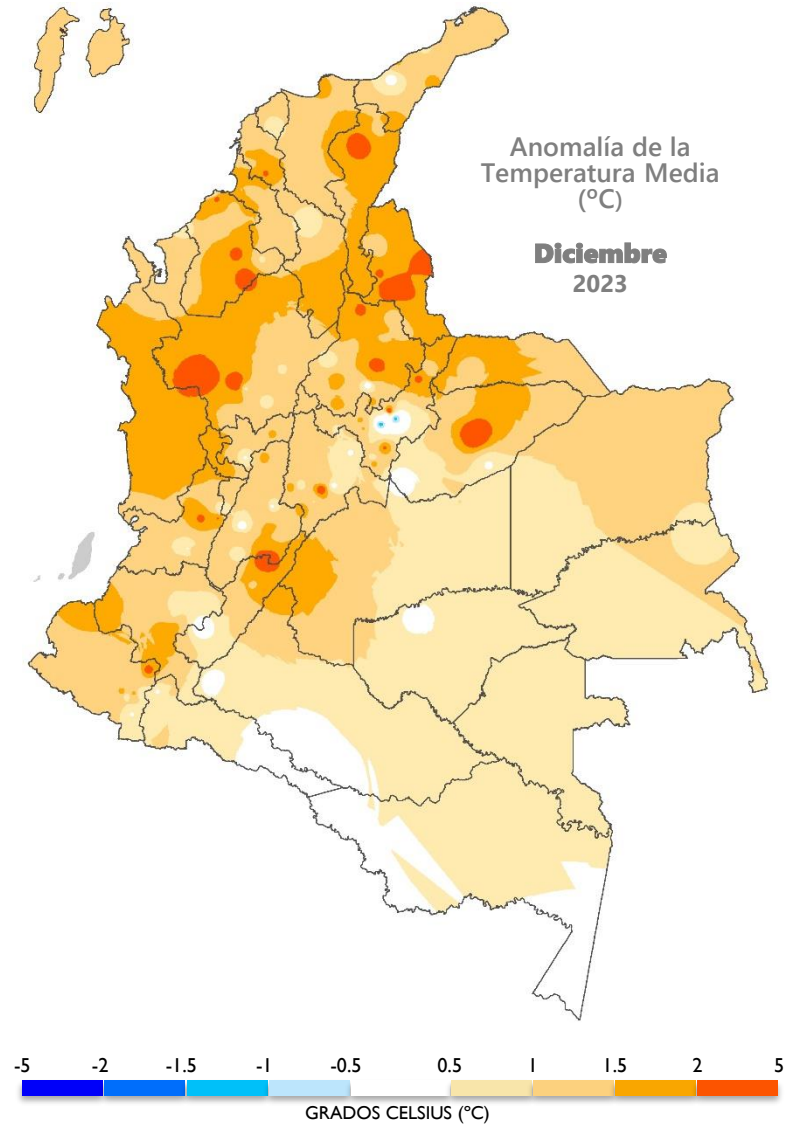 Anomalía de la
Temperatura Media
(ºC)
Diciembre
2023
-5 -2 -1.5 -1 -0.5 0.5 1 1.5 2 5
GRADOS CELSIUS (ºC)